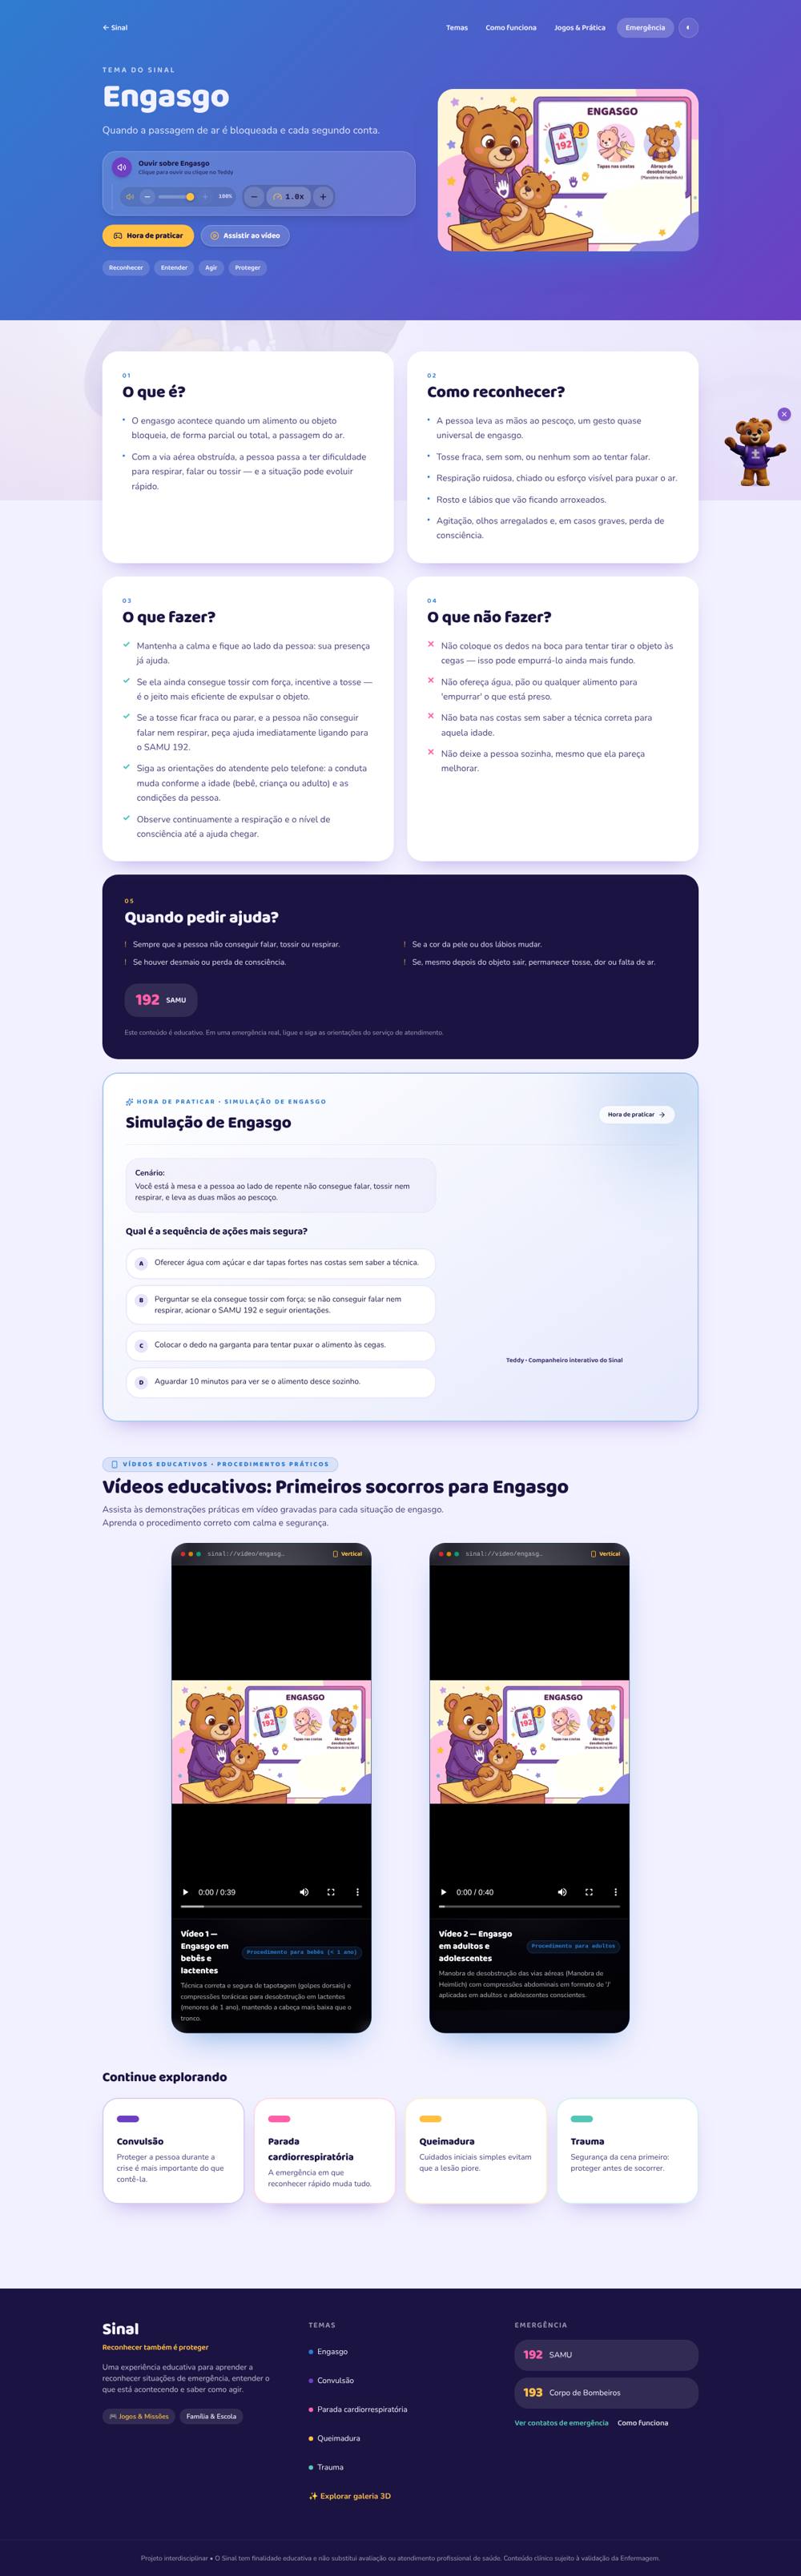 ← Sinal
Temas
Como funciona
Jogos & Prática
Emergência
TEMA DO SINAL
Engasgo
Quando a passagem de ar é bloqueada e cada segundo conta.
Ouvir sobre Engasgo
Clique para ouvir ou clique no Teddy
100%
1.0x
Hora de praticar
Assistir ao vídeo
Reconhecer
Entender
Agir
Proteger
ENGASGO
192
Tapas nas costas
Abraço de
desobstrução
(Manobra de Heimlich)
01
O que é?
O engasgo acontece quando um alimento ou objeto
bloqueia, de forma parcial ou total, a passagem do ar.
Com a via aérea obstruída, a pessoa passa a ter dificuldade
para respirar, falar ou tossir — e a situação pode evoluir
rápido.
02
Como reconhecer?
A pessoa leva as mãos ao pescoço, um gesto quase
universal de engasgo.
Tosse fraca, sem som, ou nenhum som ao tentar falar.
Respiração ruidosa, chiado ou esforço visível para puxar o ar.
Rosto e lábios que vão ficando arroxeados.
Agitação, olhos arregalados e, em casos graves, perda de
consciência.
03
O que fazer?
Mantenha a calma e fique ao lado da pessoa: sua presença
já ajuda.
Se ela ainda consegue tossir com força, incentive a tosse —
é o jeito mais eficiente de expulsar o objeto.
Se a tosse ficar fraca ou parar, e a pessoa não conseguir
falar nem respirar, peça ajuda imediatamente ligando para
o SAMU 192.
Siga as orientações do atendente pelo telefone: a conduta
muda conforme a idade (bebê, criança ou adulto) e as
condições da pessoa.
Observe continuamente a respiração e o nível de
consciência até a ajuda chegar.
04
O que não fazer?
Não coloque os dedos na boca para tentar tirar o objeto às
cegas — isso pode empurrá-lo ainda mais fundo.
Não ofereça água, pão ou qualquer alimento para
'empurrar' o que está preso.
Não bata nas costas sem saber a técnica correta para
aquela idade.
Não deixe a pessoa sozinha, mesmo que ela pareça
melhorar.
05
Quando pedir ajuda?
! Sempre que a pessoa não conseguir falar, tossir ou respirar.
! Se a cor da pele ou dos lábios mudar.
! Se houver desmaio ou perda de consciência.
! Se, mesmo depois do objeto sair, permanecer tosse, dor ou falta de ar.
192 SAMU
Este conteúdo é educativo. Em uma emergência real, ligue e siga as orientações do serviço de atendimento.
HORA DE PRATICAR • SIMULAÇÃO DE ENGASGO
Simulação de Engasgo
Hora de praticar →
Cenário:
Você está à mesa e a pessoa ao lado de repente não consegue falar, tossir nem
respirar, e leva as duas mãos ao pescoço.
Qual é a sequência de ações mais segura?
A Oferecer água com açúcar e dar tapas fortes nas costas sem saber a técnica.
B Perguntar se ela consegue tossir com força; se não conseguir falar nem
respirar, acionar o SAMU 192 e seguir orientações.
C Colocar o dedo na garganta para tentar puxar o alimento às cegas.
D Aguardar 10 minutos para ver se o alimento desce sozinho.
Teddy • Companheiro interativo do Sinal
VÍDEOS EDUCATIVOS • PROCEDIMENTOS PRÁTICOS
Vídeos educativos: Primeiros socorros para Engasgo
Assista às demonstrações práticas em vídeo gravadas para cada situação de engasgo.
Aprenda o procedimento correto com calma e segurança.
sinal://video/engasg…
Vertical
ENGASGO
192
Tapas nas costas
Abraço de
desobstrução
(Manobra de Heimlich)
0:00 / 0:39
Vídeo 1 —
Engasgo em
bebês e
lactentes
Procedimento para bebês (< 1 ano)
Técnica correta e segura de tapotagem (golpes dorsais) e
compressões torácicas para desobstrução em lactentes
(menores de 1 ano), mantendo a cabeça mais baixa que o
tronco.
sinal://video/engasg…
Vertical
ENGASGO
192
Tapas nas costas
Abraço de
desobstrução
(Manobra de Heimlich)
0:00 / 0:40
Vídeo 2 — Engasgo
em adultos e
adolescentes
Procedimento para adultos
Manobra de desobstrução das vias aéreas (Manobra de
Heimlich) com compressões abdominais em formato de 'J'
aplicadas em adultos e adolescentes conscientes.
Continue explorando
Convulsão
Proteger a pessoa durante a
crise é mais importante do que
contê-la.
Parada
cardiorrespiratória
A emergência em que
reconhecer rápido muda tudo.
Queimadura
Cuidados iniciais simples evitam
que a lesão piore.
Trauma
Segurança da cena primeiro:
proteger antes de socorrer.
Sinal
Reconhecer também é proteger
Uma experiência educativa para aprender a
reconhecer situações de emergência, entender o
que está acontecendo e saber como agir.
🎮 Jogos & Missões
Família & Escola
TEMAS
Engasgo
Convulsão
Parada cardiorrespiratória
Queimadura
Trauma
✨ Explorar galeria 3D
EMERGÊNCIA
192 SAMU
193 Corpo de Bombeiros
Ver contatos de emergência
Como funciona
Projeto interdisciplinar • O Sinal tem finalidade educativa e não substitui avaliação ou atendimento profissional de saúde. Conteúdo clínico sujeito à validação da Enfermagem.